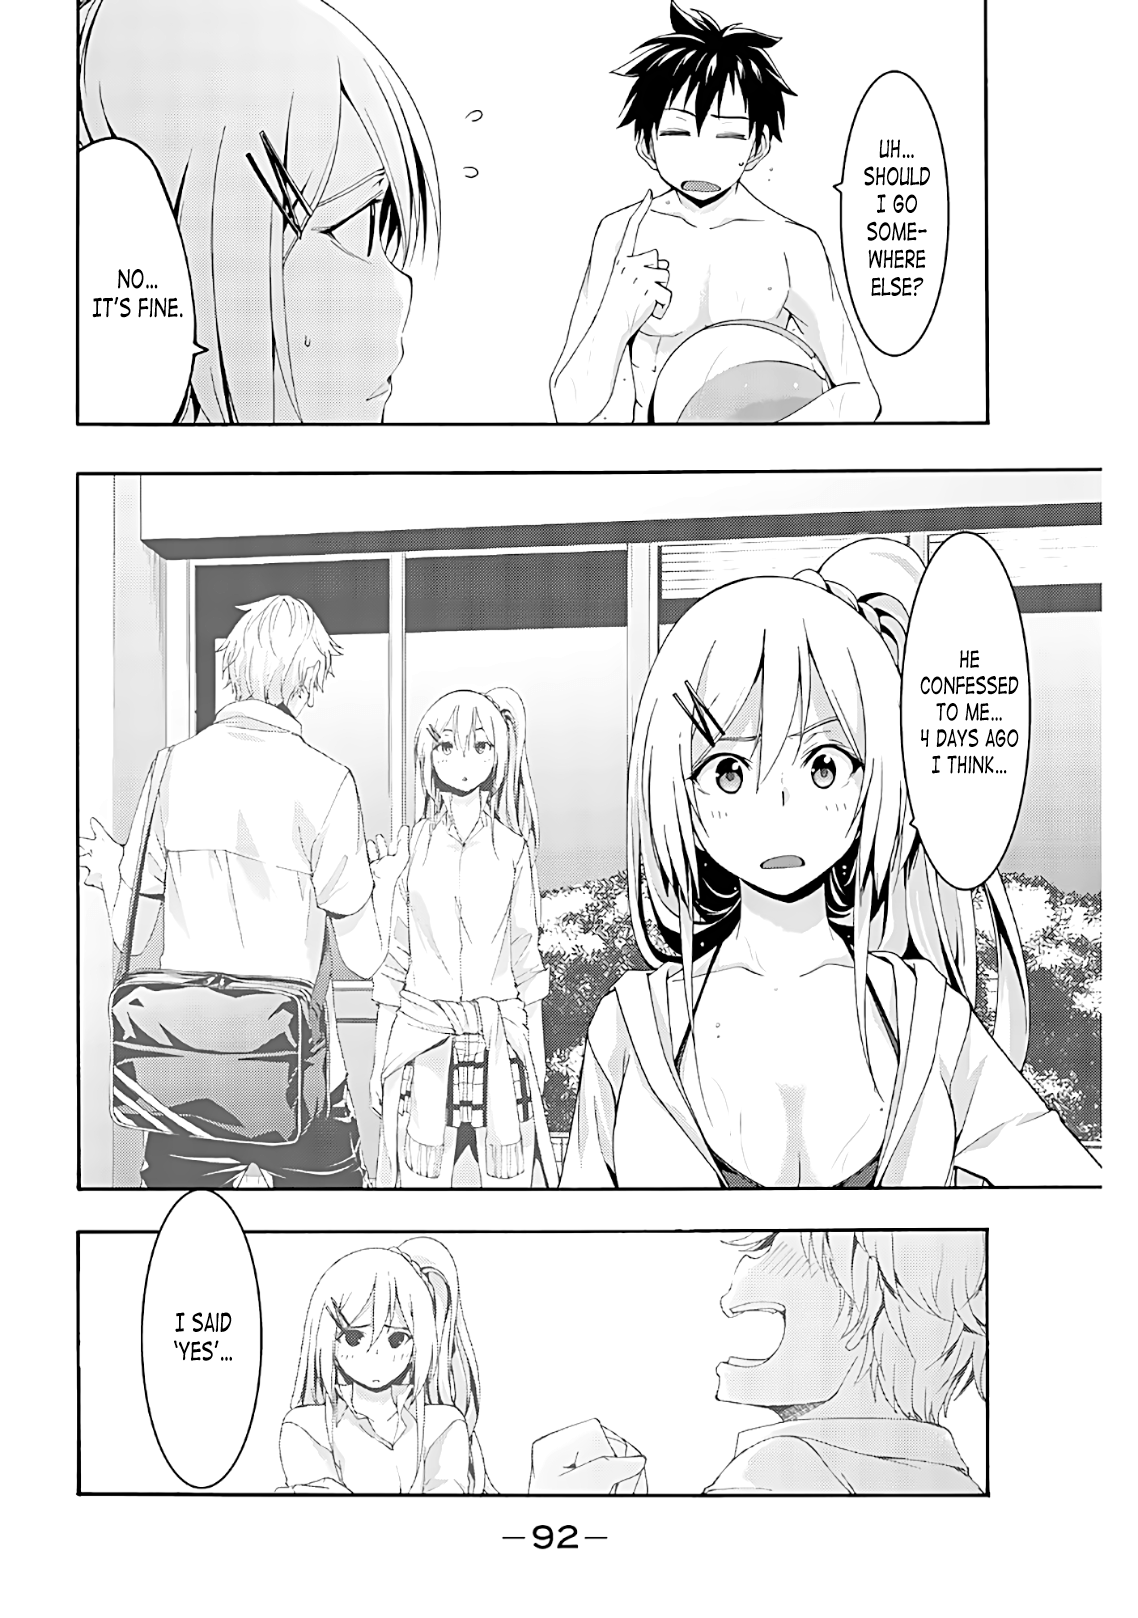 UH...
SHOULD
I GO
SOME-
WHERE
ELSE?
NO...
IT'S FINE.
HE
CONFESSED
TO ME...
4 DAYS AGO
I THINK...
I SAID
'YES'...
—92—